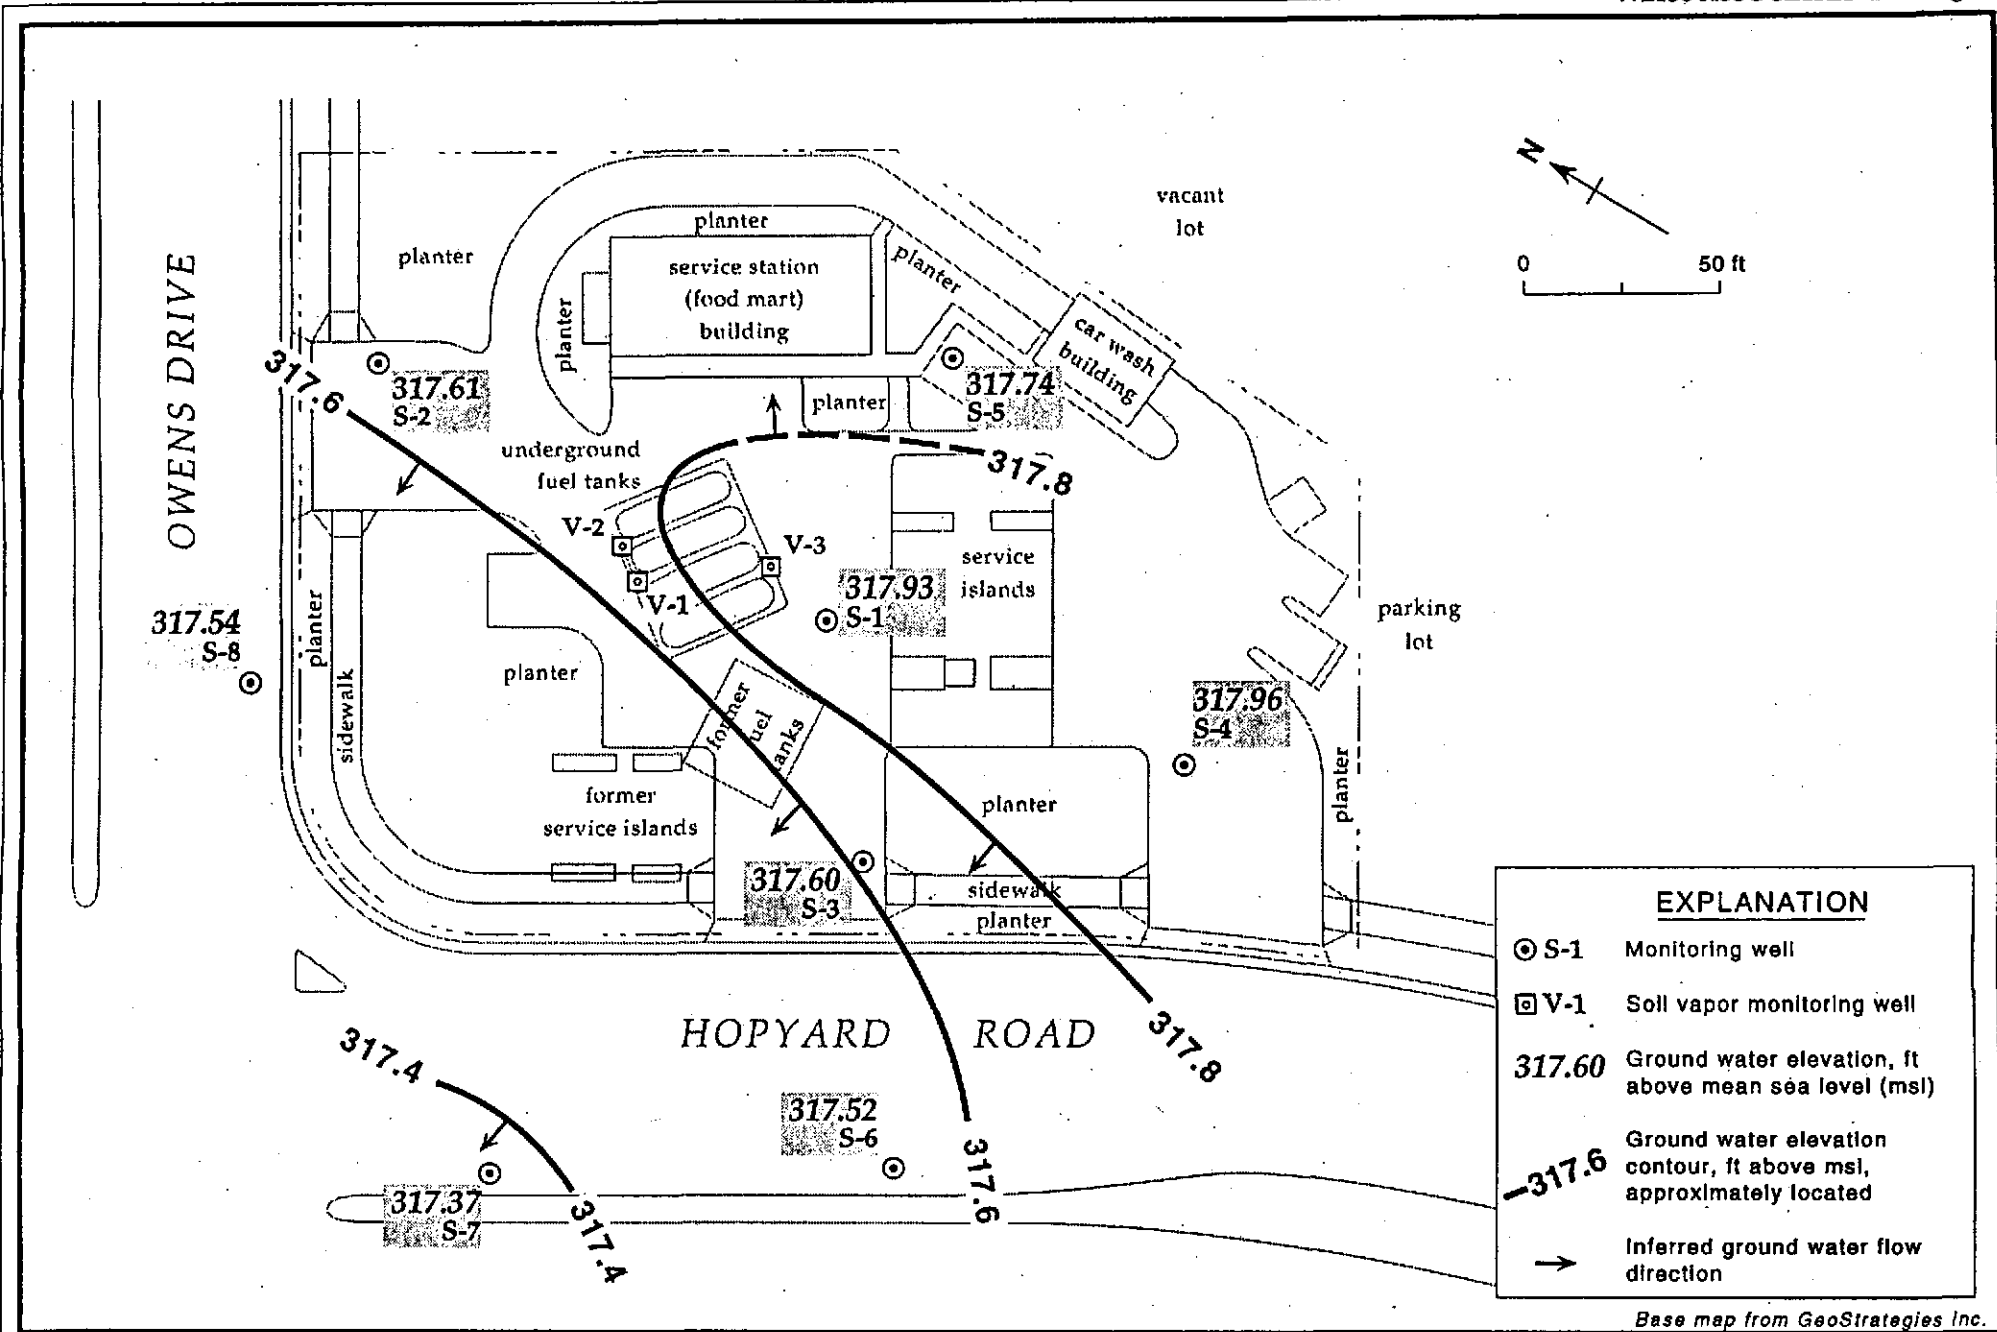 N
0 50 ft
vacant
lot
OWENS DRIVE
planter
planter
service station
(food mart)
building
planter
planter
car wash
building
317.6
317.61
S-2
317.74
S-5
planter
underground
fuel tanks
317.8
V-2
V-3
V-1
317.93
S-1
service
islands
317.54
S-8
planter
sidewalk
planter
parking
lot
317.96
S-4
former
fuel
tanks
former
service islands
planter
planter
317.60
S-3
sidewalk
planter
HOPYARD ROAD
317.8
317.4
317.52
S-6
317.6
317.37
S-7
317.4
EXPLANATION
S-1 Monitoring well
V-1 Soil vapor monitoring well
317.60 Ground water elevation, ft
above mean sea level (msl)
317.6 Ground water elevation
contour, ft above msl,
approximately located
Inferred ground water flow
direction
Base map from GeoStrategies Inc.